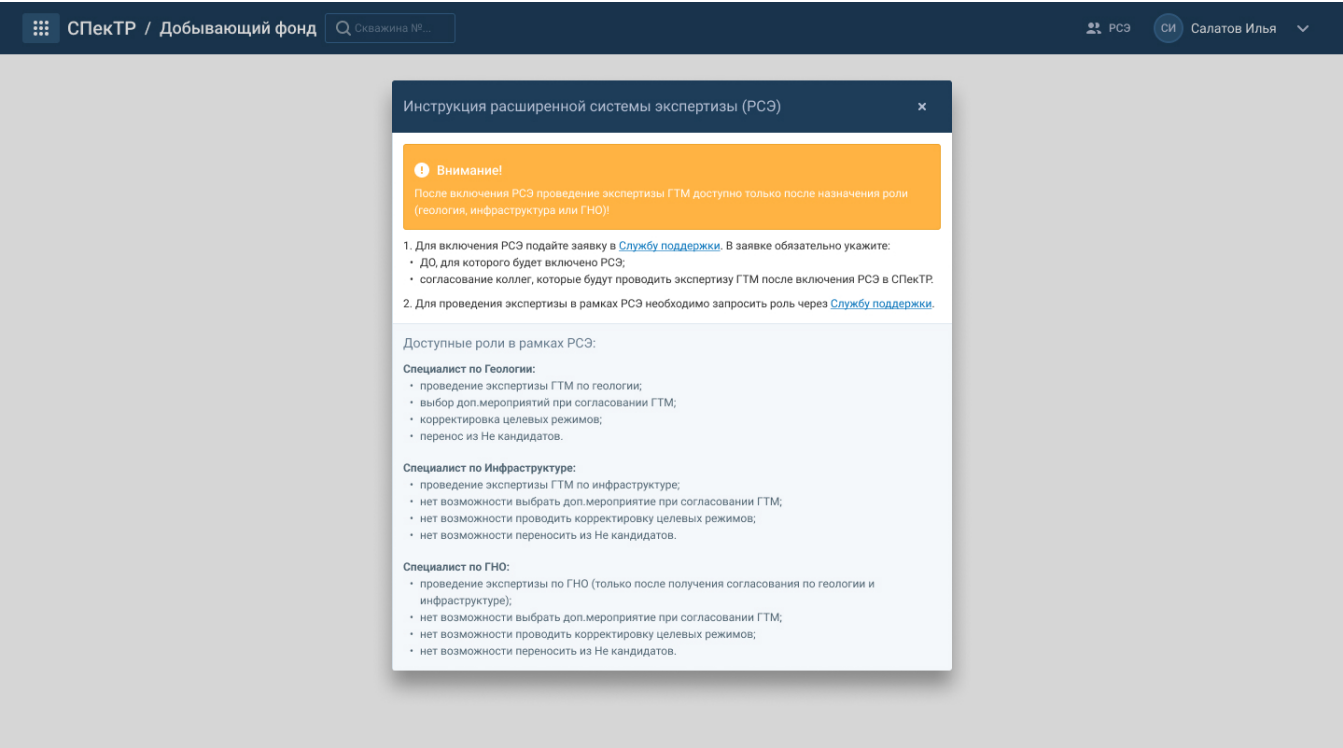 СПекТР / Добывающий фонд
Скважина №...
РСЭ
СИ
Салатов Илья
Инструкция расширенной системы экспертизы (РСЭ)
×
Внимание!
После включения РСЭ проведение экспертизы ГТМ доступно только после назначения роли
(геология, инфраструктура или ГНО)!
1. Для включения РСЭ подайте заявку в Службу поддержки. В заявке обязательно укажите:
• ДО, для которого будет включено РСЭ;
• согласование коллег, которые будут проводить экспертизу ГТМ после включения РСЭ в СПекТР.
2. Для проведения экспертизы в рамках РСЭ необходимо запросить роль через Службу поддержки.
Доступные роли в рамках РСЭ:
Специалист по Геологии:
• проведение экспертизы ГТМ по геологии;
• выбор доп.мероприятий при согласовании ГТМ;
• корректировка целевых режимов;
• перенос из Не кандидатов.
Специалист по Инфраструктуре:
• проведение экспертизы ГТМ по инфраструктуре;
• нет возможности выбрать доп.мероприятие при согласовании ГТМ;
• нет возможности проводить корректировку целевых режимов;
• нет возможности переносить из Не кандидатов.
Специалист по ГНО:
• проведение экспертизы по ГНО (только после получения согласования по геологии и
инфраструктуре);
• нет возможности выбрать доп.мероприятие при согласовании ГТМ;
• нет возможности проводить корректировку целевых режимов;
• нет возможности переносить из Не кандидатов.